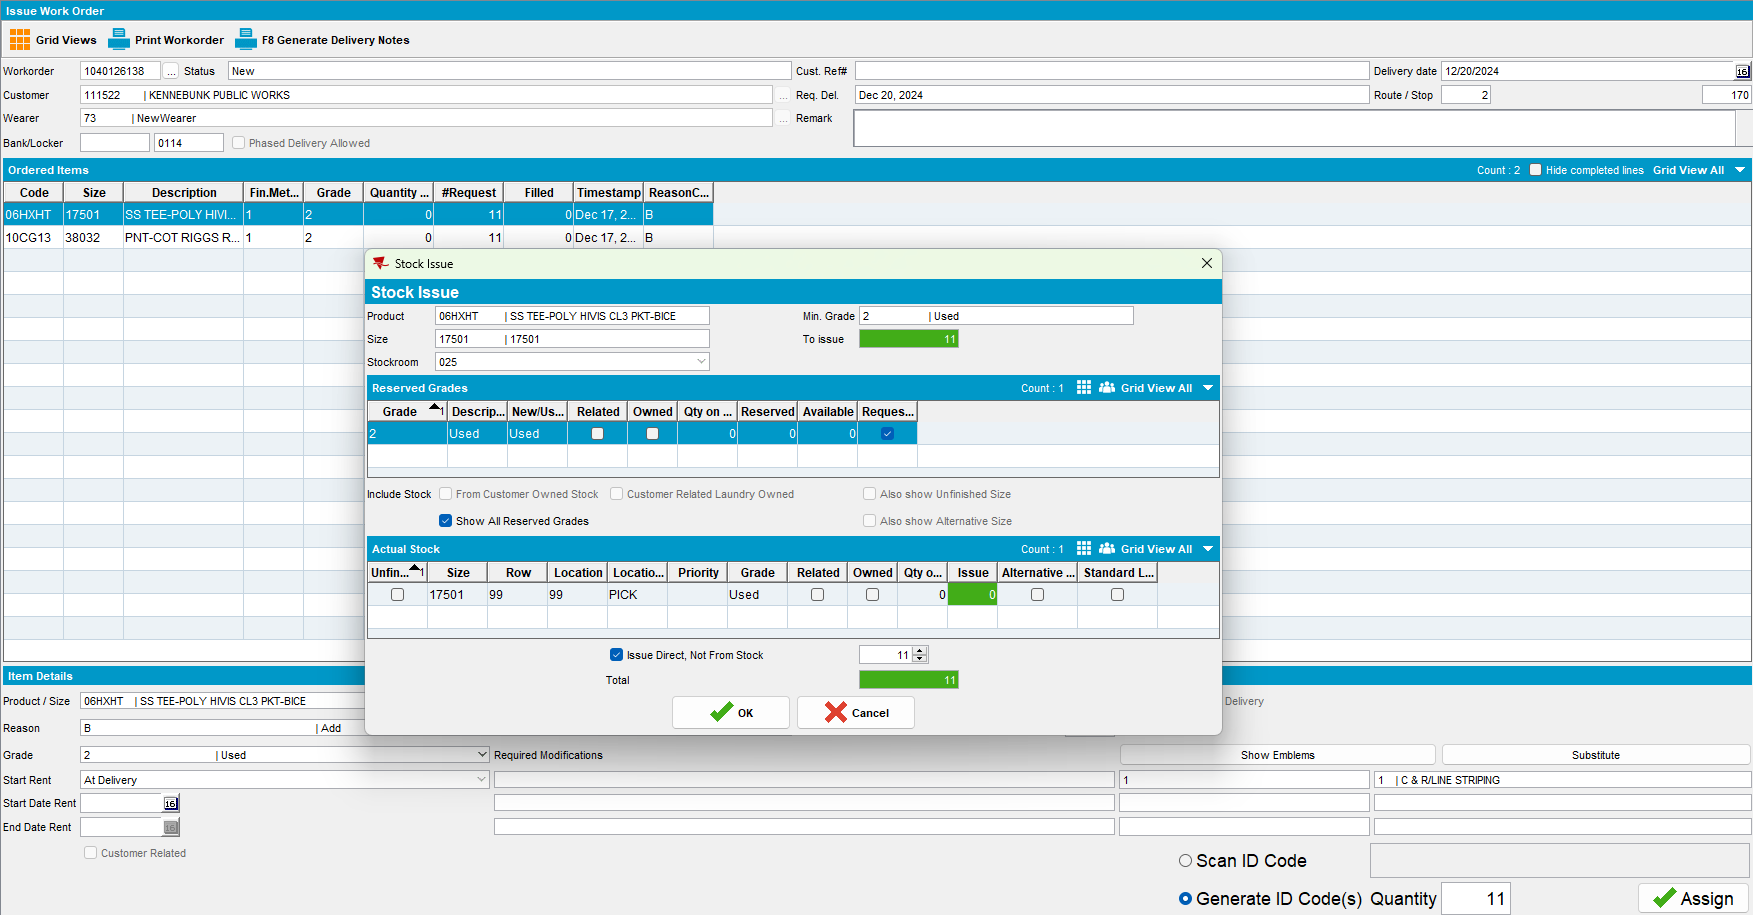 Issue Work Order
Grid Views Print Workorder F8 Generate Delivery Notes
Workorder 1040126138 ... Status New Cust. Ref# Delivery date 12/20/2024 16
Customer 111522 | KENNEBUNK PUBLIC WORKS ... Req. Del. Dec 20, 2024 Route / Stop 2 170
Wearer 73 | NewWearer ... Remark
Bank/Locker 0114 Phased Delivery Allowed
Ordered Items Count : 2 Hide completed lines Grid View All
Code Size Description Fin.Met... Grade Quantity ... #Request Filled Timestamp ReasonC...
06HXHT 17501 SS TEE-POLY HIVI... 1 2 0 11 0 Dec 17, 2... B
10CG13 38032 PNT-COT RIGGS R... 1 2 0 11 0 Dec 17, 2... B
Stock Issue
Stock Issue
Product 06HXHT | SS TEE-POLY HIVIS CL3 PKT-BICE Min. Grade 2 | Used
Size 17501 | 17501 To issue 11
Stockroom 025
Reserved Grades Count : 1 Grid View All
Grade 1 Descrip... New/Us... Related Owned Qty on ... Reserved Available Reques...
2 Used Used 0 0 0
Include Stock From Customer Owned Stock Customer Related Laundry Owned Also show Unfinished Size
Show All Reserved Grades Also show Alternative Size
Actual Stock Count : 1 Grid View All
Unfin... 1 Size Row Location Locatio... Priority Grade Related Owned Qty o... Issue Alternative ... Standard L...
17501 99 99 PICK Used 0 0
Issue Direct, Not From Stock 11
Total 11
OK Cancel
Item Details
Product / Size 06HXHT | SS TEE-POLY HIVIS CL3 PKT-BICE Delivery
Reason B | Add
Grade 2 | Used Required Modifications Show Emblems Substitute
Start Rent At Delivery 1 1 | C & R/LINE STRIPING
Start Date Rent 16
End Date Rent 16
Customer Related
Scan ID Code
Generate ID Code(s) Quantity 11 Assign